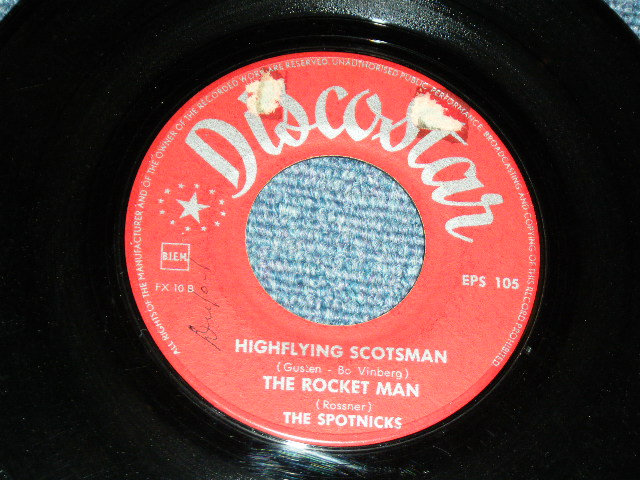 ALL RIGHTS OF THE MANUFACTURER AND OF THE OWNER OF THE RECORDED WORK ARE RESERVED. UNAUTHORISED PUBLIC PERFORMANCE, BROADCASTING AND COPYING OF THIS RECORD PROHIBITED
Discostar
B.I.E.M.
FX 10 B
EPS 105
HIGHFLYING SCOTSMAN
(Gusten - Bo Vinberg)
THE ROCKET MAN
(Rossner)
THE SPOTNICKS